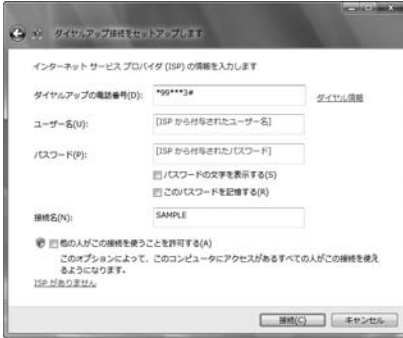 ダイヤルアップ接続をセットアップします
インターネット サービス プロバイダ (ISP) の情報を入力します
ダイヤルアップの電話番号(D): *99***3# ダイヤル情報
ユーザー名(U): [ISP から付与されたユーザー名]
パスワード(P): [ISP から付与されたパスワード]
パスワードの文字を表示する(S)
このパスワードを記憶する(R)
接続名(N): SAMPLE
他の人がこの接続を使うことを許可する(A)
このオプションによって、このコンピュータにアクセスがあるすべての人がこの接続を使え
るようになります。
ISP がありません
接続(C) キャンセル